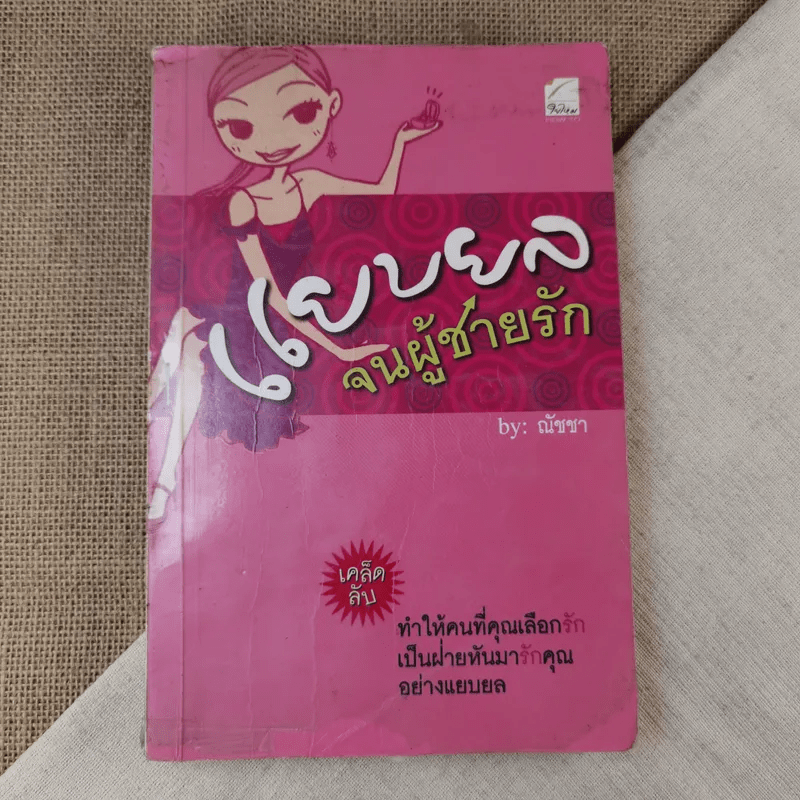 แยบยล
จนผู้ชายรัก
by: ณัชชา
เคล็ด
ลับ
ทำให้คนที่คุณเลือกรัก
เป็นฝ่ายหันมารักคุณ
อย่างแยบยล